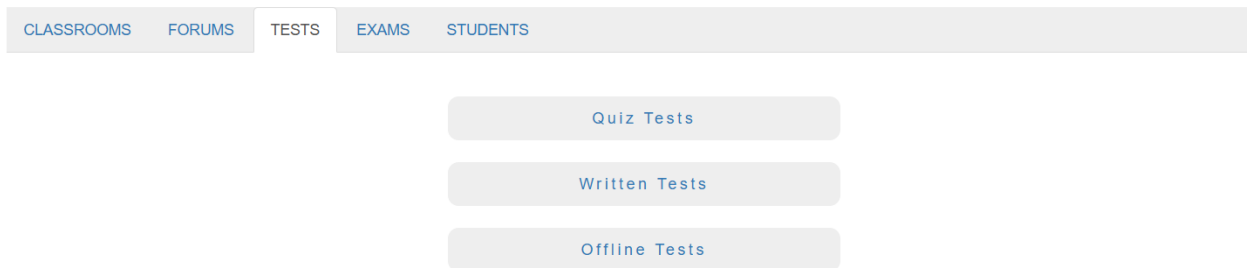 CLASSROOMS FORUMS TESTS EXAMS STUDENTS
Quiz Tests
Written Tests
Offline Tests